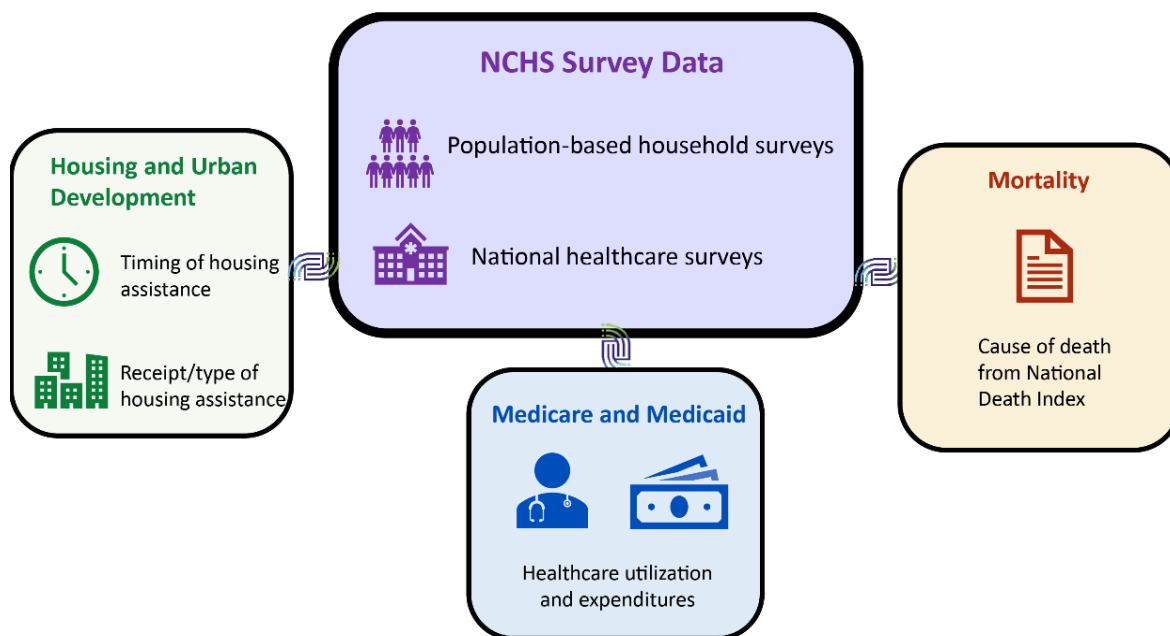 NCHS Survey Data
Population-based household surveys
National healthcare surveys
Housing and Urban
Development
Timing of housing
assistance
Receipt/type of
housing assistance
Medicare and Medicaid
Healthcare utilization
and expenditures
Mortality
Cause of death
from National
Death Index